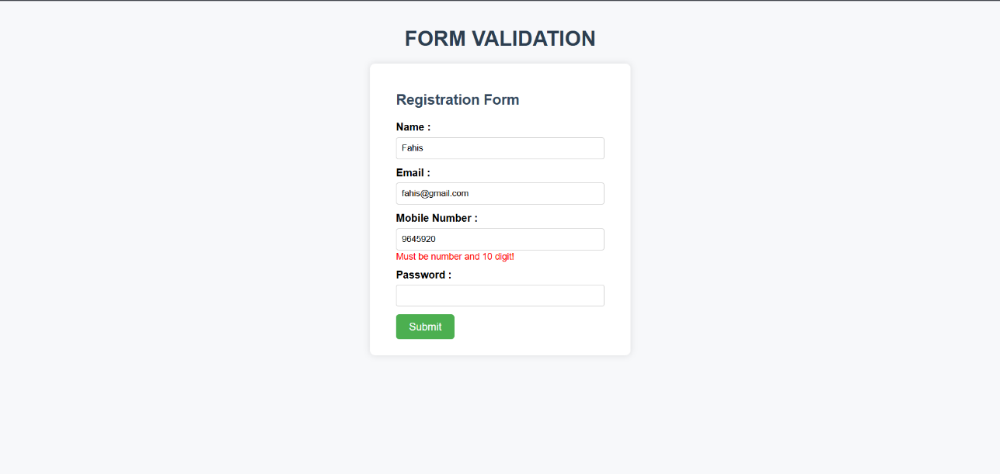 FORM VALIDATION
Registration Form
Name :
Fahis
Email :
fahis@gmail.com
Mobile Number :
9645920
Must be number and 10 digit!
Password :
Submit